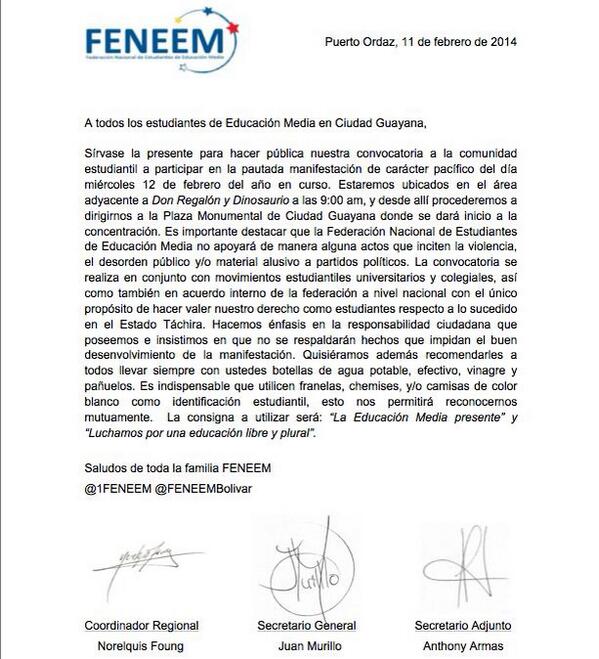 FENEEM
Federación Nacional de Estudiantes de Educación Media
Puerto Ordaz, 11 de febrero de 2014
A todos los estudiantes de Educación Media en Ciudad Guayana,
Sírvase la presente para hacer pública nuestra convocatoria a la comunidad
estudiantil a participar en la pautada manifestación de carácter pacífico del día
miércoles 12 de febrero del año en curso. Estaremos ubicados en el área
adyacente a Don Regalón y Dinosaurio a las 9:00 am, y desde allí procederemos a
dirigirnos a la Plaza Monumental de Ciudad Guayana donde se dará inicio a la
concentración. Es importante destacar que la Federación Nacional de Estudiantes
de Educación Media no apoyará de manera alguna actos que inciten la violencia,
el desorden público y/o material alusivo a partidos políticos. La convocatoria se
realiza en conjunto con movimientos estudiantiles universitarios y colegiales, así
como también en acuerdo interno de la federación a nivel nacional con el único
propósito de hacer valer nuestro derecho como estudiantes respecto a lo sucedido
en el Estado Táchira. Hacemos énfasis en la responsabilidad ciudadana que
poseemos e insistimos en que no se respaldarán hechos que impidan el buen
desenvolvimiento de la manifestación. Quisiéramos además recomendarles a
todos llevar siempre con ustedes botellas de agua potable, efectivo, vinagre y
pañuelos. Es indispensable que utilicen franelas, chemises, y/o camisas de color
blanco como identificación estudiantil, esto nos permitirá reconocernos
mutuamente. La consigna a utilizar será: “La Educación Media presente” y
“Luchamos por una educación libre y plural”.
Saludos de toda la familia FENEEM
@1FENEEM @FENEEMBolivar
Murillo
Coordinador Regional Secretario General Secretario Adjunto
Norelquis Foung Juan Murillo Anthony Armas